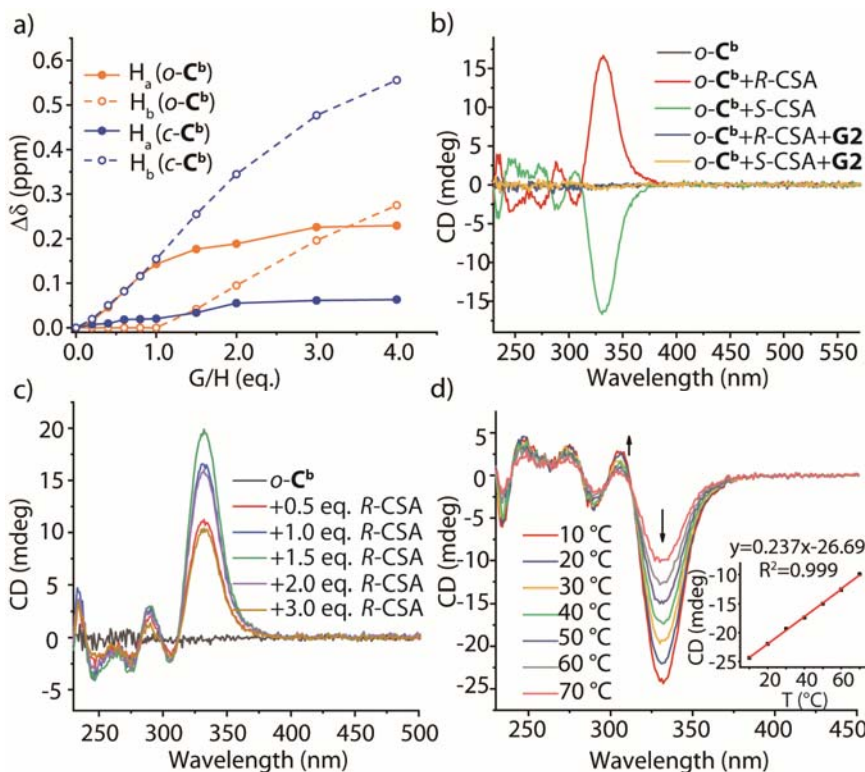 a)
0.6
0.5
0.4
0.3
0.2
0.1
0.0
Δδ (ppm)
Hₐ (o-Cᵇ)
H_b (o-Cᵇ)
Hₐ (c-Cᵇ)
H_b (c-Cᵇ)
0.0 1.0 2.0 3.0 4.0
G/H (eq.)
b)
15
10
5
0
-5
-10
-15
CD (mdeg)
o-Cᵇ
o-Cᵇ+R-CSA
o-Cᵇ+S-CSA
o-Cᵇ+R-CSA+G2
o-Cᵇ+S-CSA+G2
250 300 350 400 450 500 550
Wavelength (nm)
c)
20
15
10
5
0
-5
CD (mdeg)
o-Cᵇ
+0.5 eq. R-CSA
+1.0 eq. R-CSA
+1.5 eq. R-CSA
+2.0 eq. R-CSA
+3.0 eq. R-CSA
250 300 350 400 450 500
Wavelength (nm)
d)
5
0
-5
-10
-15
-20
-25
CD (mdeg)
10 °C
20 °C
30 °C
40 °C
50 °C
60 °C
70 °C
y=0.237x-26.69
R²=0.999
-10
-15
-20
-25
CD (mdeg)
20 40 60
T (°C)
250 300 350 400 450
Wavelength (nm)